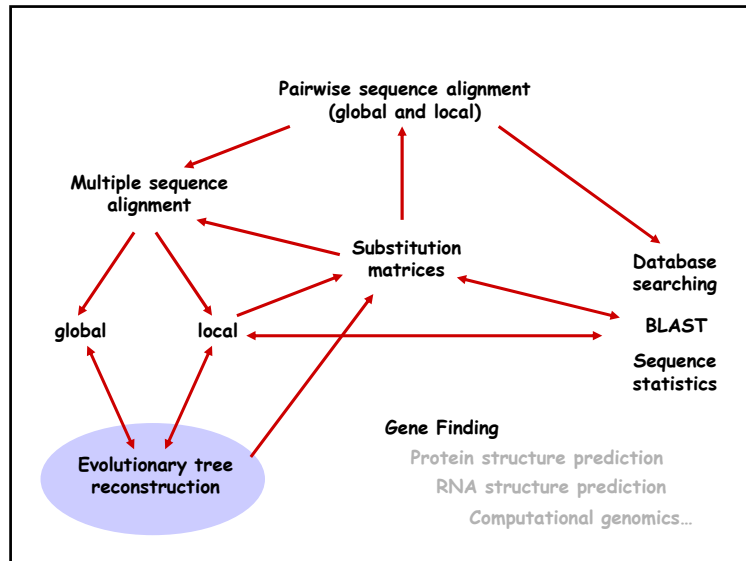 Pairwise sequence alignment
(global and local)
Multiple sequence
alignment
Substitution
matrices
Database
searching
global
local
BLAST
Sequence
statistics
Gene Finding
Evolutionary tree
reconstruction
Protein structure prediction
RNA structure prediction
Computational genomics…